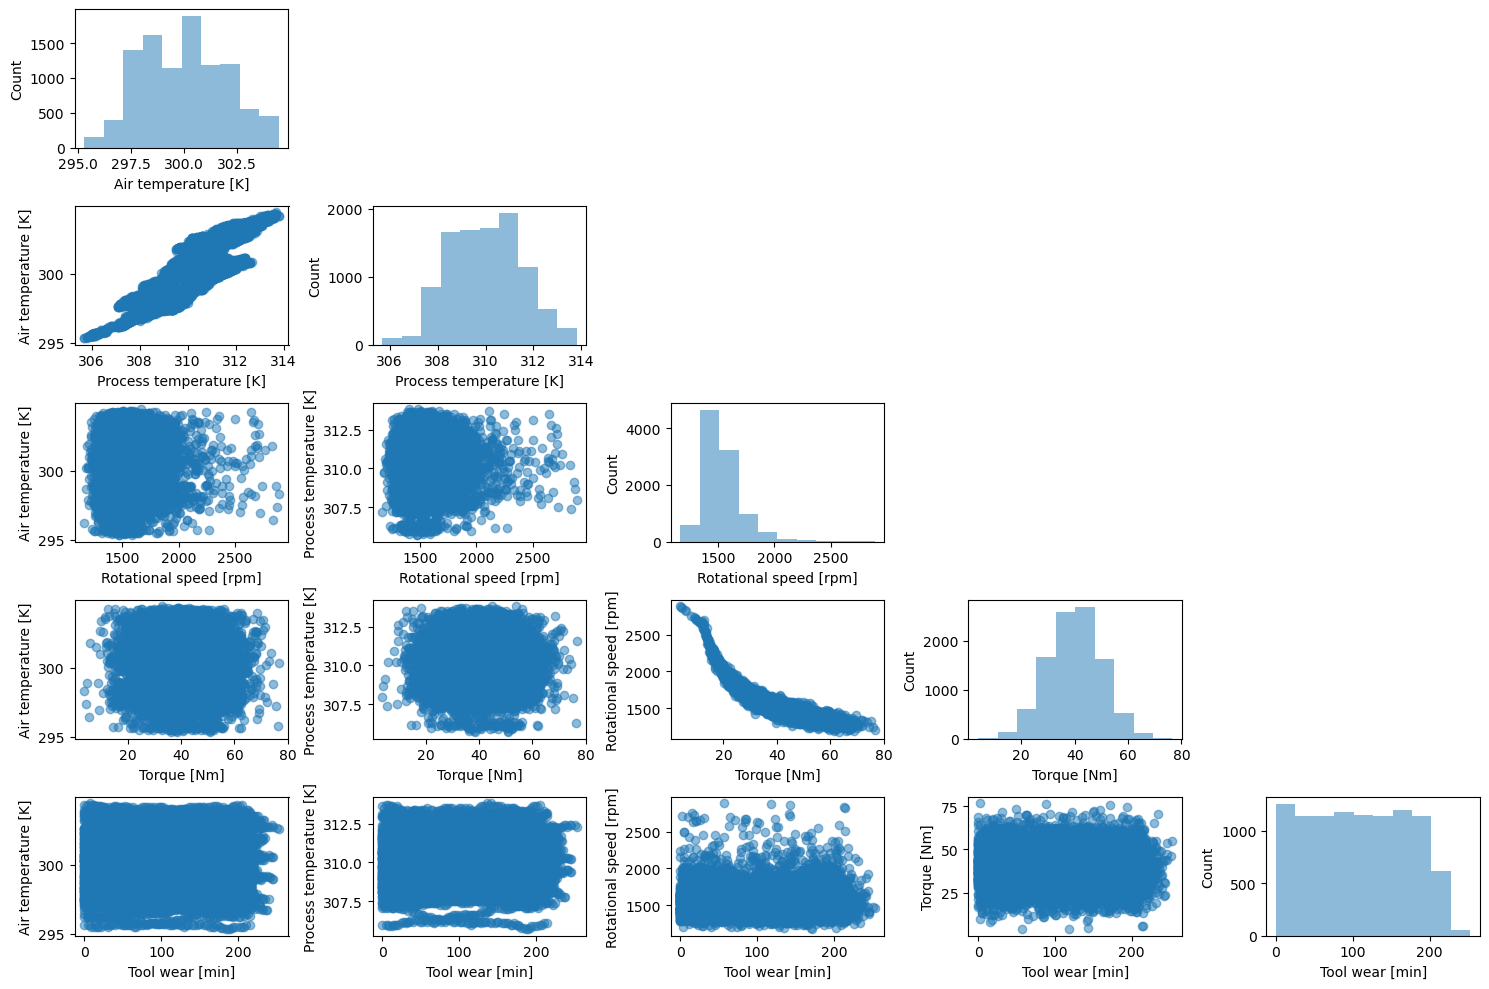 Count
1500
1000
500
0
295.0 297.5 300.0 302.5
Air temperature [K]
Air temperature [K]
300
295
306 308 310 312 314
Process temperature [K]
Count
2000
1000
0
306 308 310 312 314
Process temperature [K]
Air temperature [K]
300
295
1500 2000 2500
Rotational speed [rpm]
Process temperature [K]
312.5
310.0
307.5
1500 2000 2500
Rotational speed [rpm]
Count
4000
2000
0
1500 2000 2500
Rotational speed [rpm]
Air temperature [K]
300
295
20 40 60 80
Torque [Nm]
Process temperature [K]
312.5
310.0
307.5
20 40 60 80
Torque [Nm]
Rotational speed [rpm]
2500
2000
1500
20 40 60 80
Torque [Nm]
Count
2000
1000
0
20 40 60 80
Torque [Nm]
Air temperature [K]
300
295
0 100 200
Tool wear [min]
Process temperature [K]
312.5
310.0
307.5
0 100 200
Tool wear [min]
Rotational speed [rpm]
2500
2000
1500
0 100 200
Tool wear [min]
Torque [Nm]
75
50
25
0 100 200
Tool wear [min]
Count
1000
500
0
0 100 200
Tool wear [min]